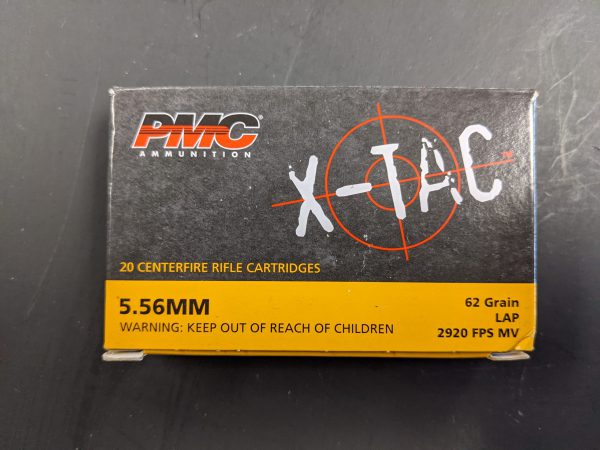 PMC®
AMMUNITION
X-TAC™
20 CENTERFIRE RIFLE CARTRIDGES
5.56MM
WARNING: KEEP OUT OF REACH OF CHILDREN
62 Grain
LAP
2920 FPS MV